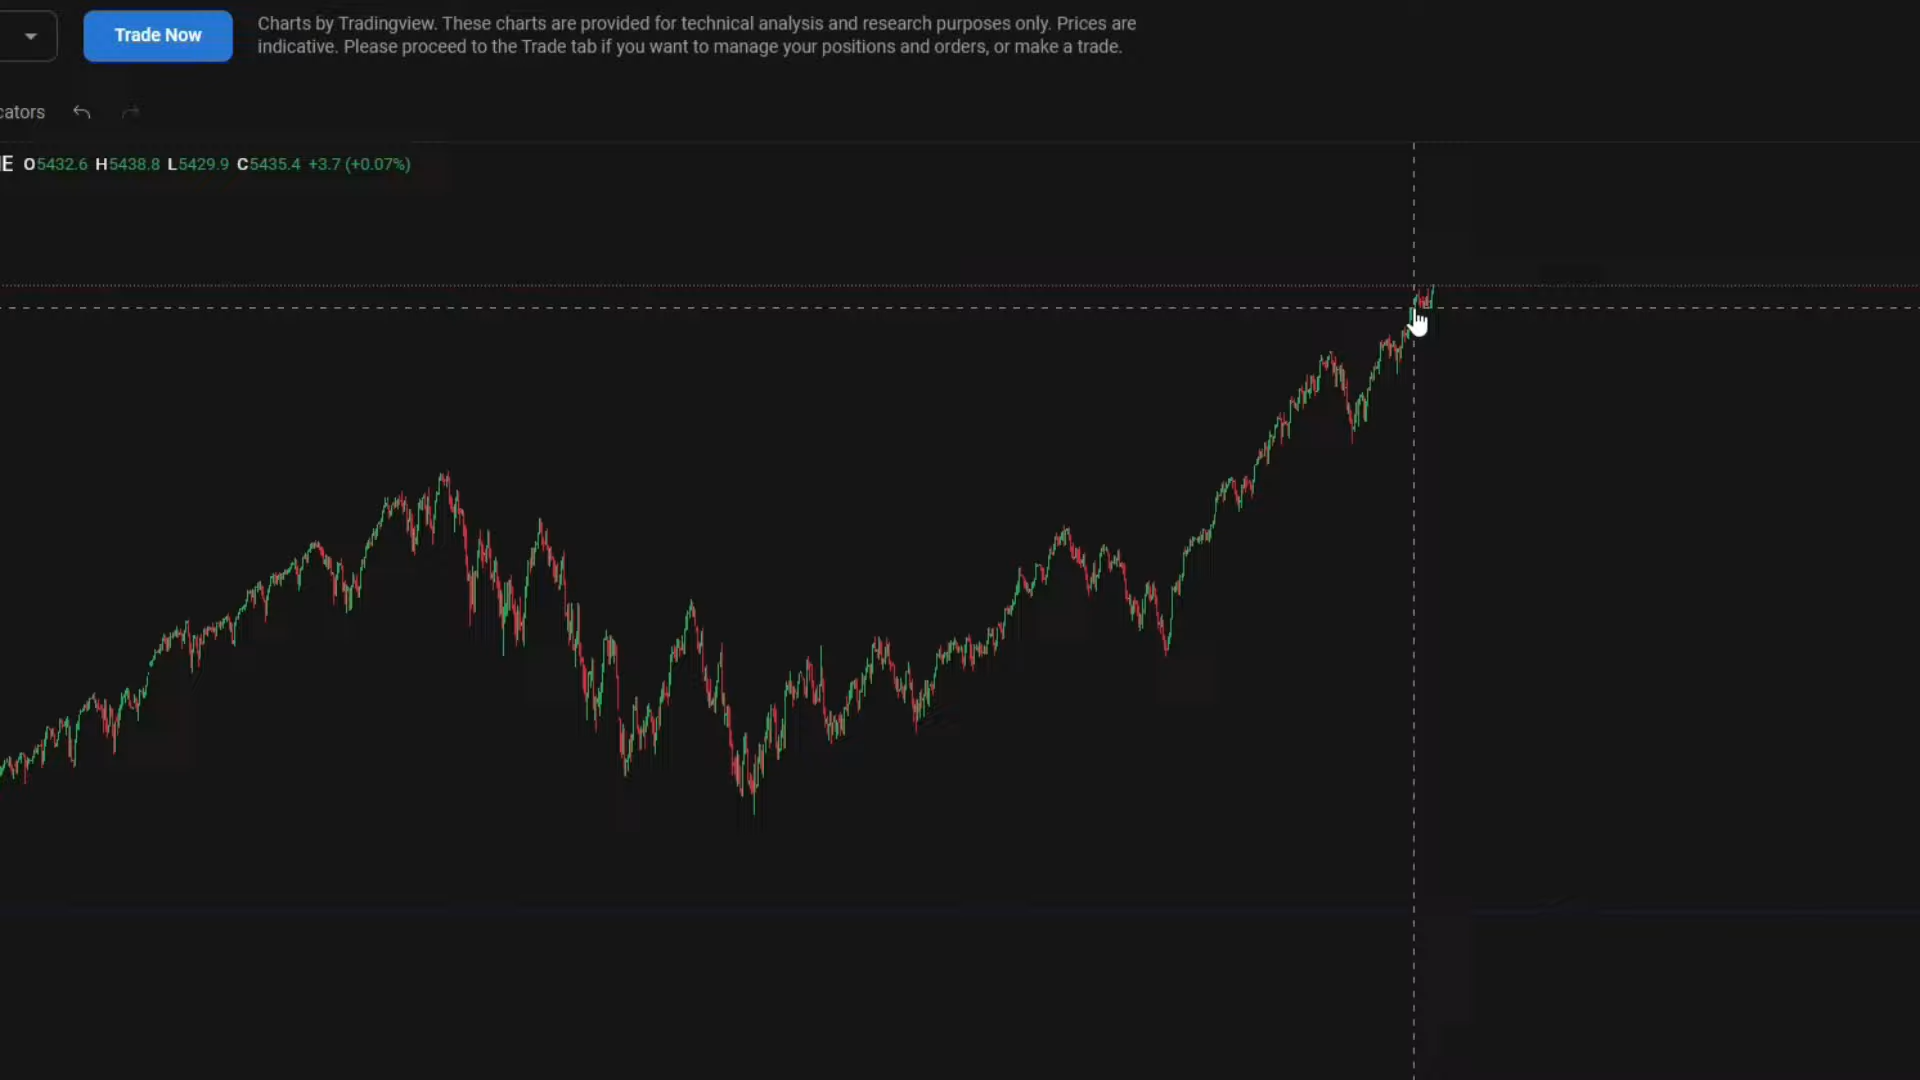 Trade Now
Charts by Tradingview. These charts are provided for technical analysis and research purposes only. Prices are
indicative. Please proceed to the Trade tab if you want to manage your positions and orders, or make a trade.
cators
E O5432.6 H5438.8 L5429.9 C5435.4 +3.7 (+0.07%)